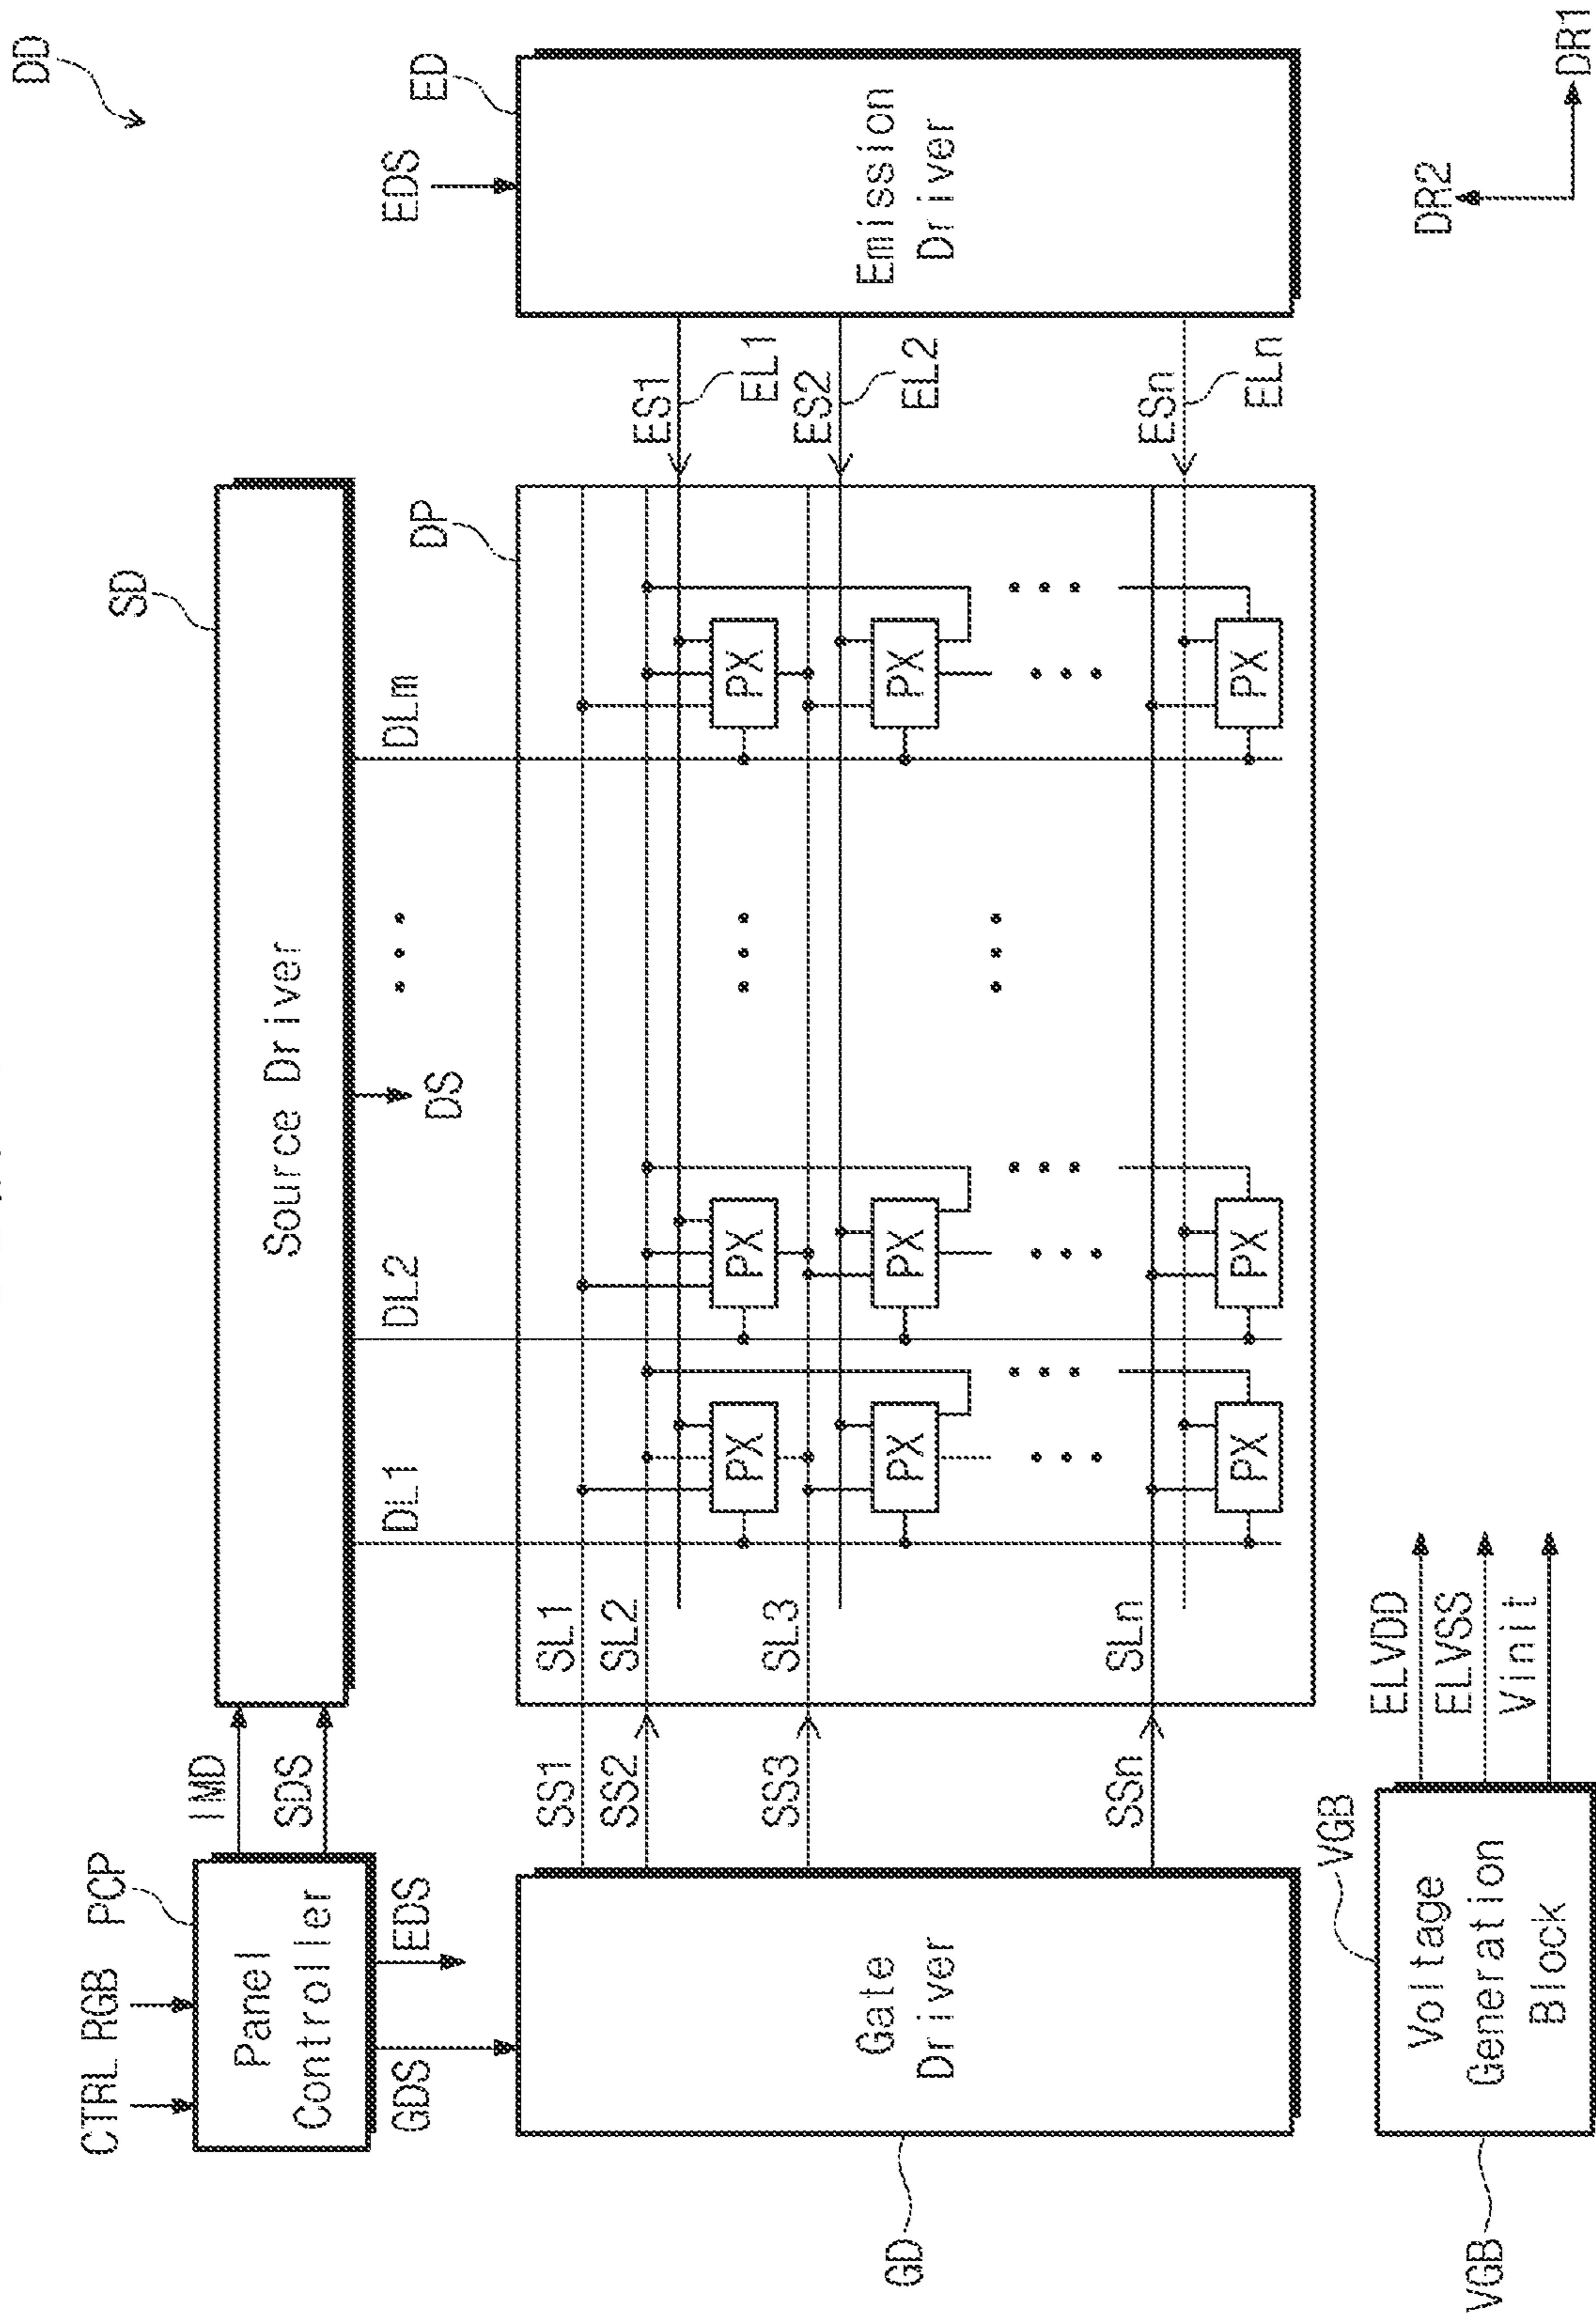 DD
CTRL RGB PCP
Panel
Controller
IMD
SDS
GDS
EDS
SD
Source Driver
DL1
DL2
DS
DLm
DP
ED
EDS
Emission
Driver
GD
Gate
Driver
SS1
SS2
SS3
SSn
SL1
SL2
SL3
SLn
PX
PX
PX
PX
PX
PX
PX
PX
PX
ES1
EL1
ES2
EL2
ESn
ELn
VGB
VGB
Voltage
Generation
Block
ELVDD
ELVSS
Vinit
DR2
DR1